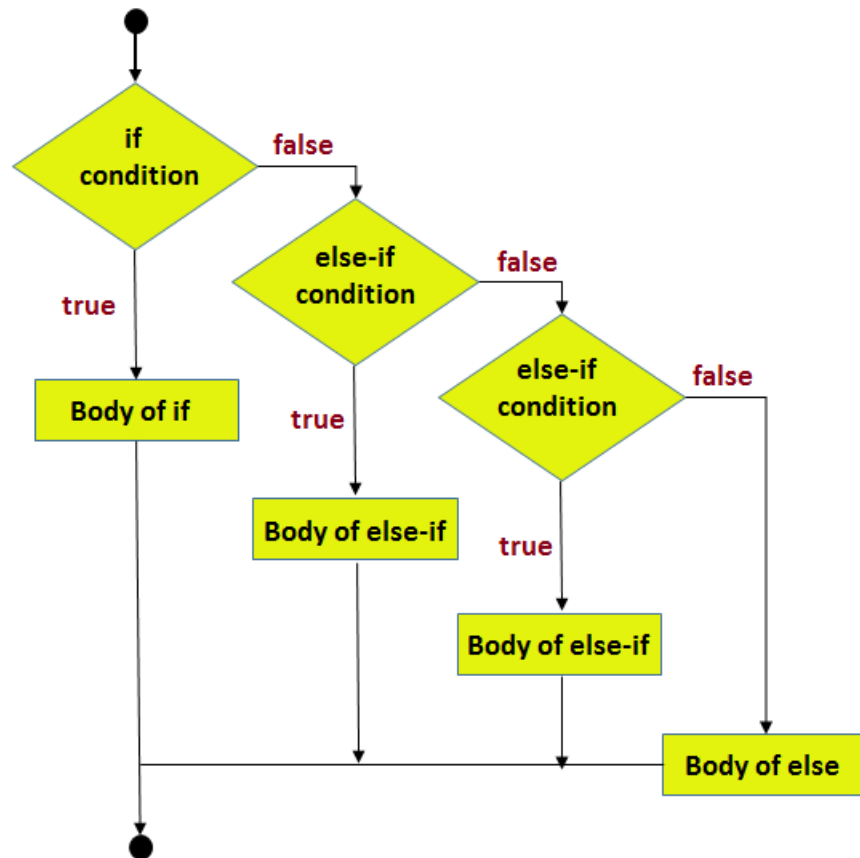 if
condition
false
else-if
condition
false
true
else-if
condition
false
Body of if
true
Body of else-if
true
Body of else-if
Body of else